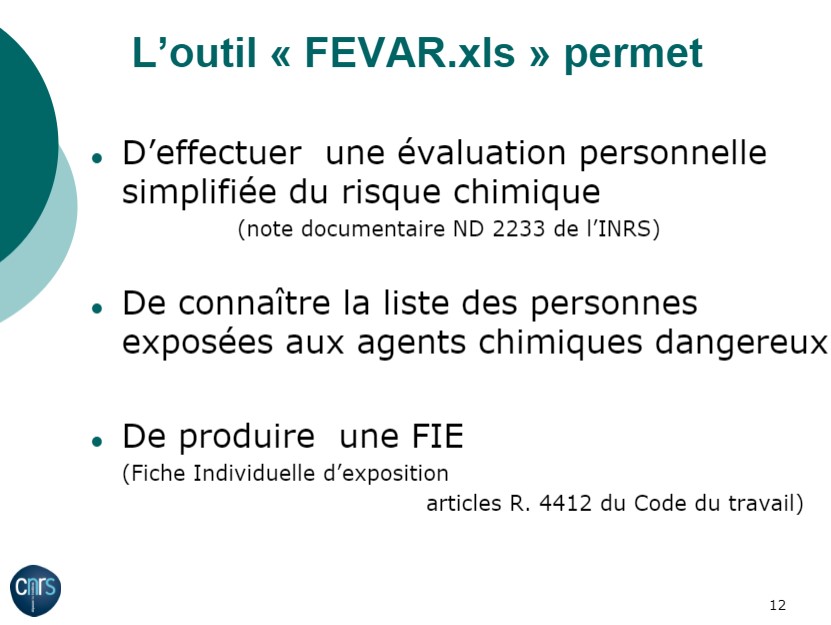 L’outil « FEVAR.xls » permet
D’effectuer une évaluation personnelle
simplifiée du risque chimique
(note documentaire ND 2233 de l’INRS)
De connaître la liste des personnes
exposées aux agents chimiques dangereux
De produire une FIE
(Fiche Individuelle d’exposition
articles R. 4412 du Code du travail)
cnrs
12